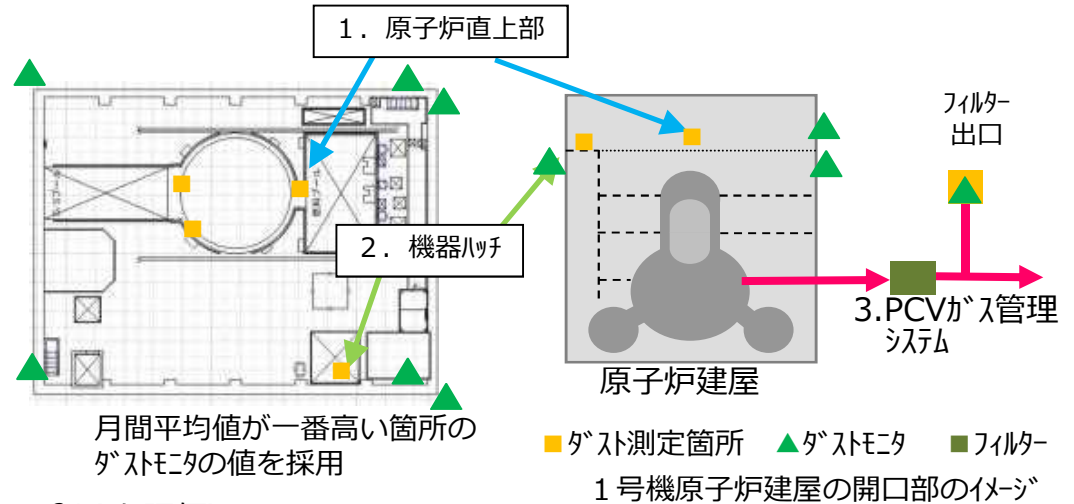 1. 原子炉直上部
2. 機器ﾊｯﾁ
燃料プール
月間平均値が一番高い箇所の
ﾀﾞｽﾄﾓﾆﾀの値を採用
フィルター
出口
3.PCVｶﾞｽ管理
ｼｽﾃﾑ
原子炉建屋
ﾀﾞｽﾄ測定箇所
ﾀﾞｽﾄﾓﾆﾀ
ﾌｨﾙﾀｰ
１号機原子炉建屋の開口部のｲﾒｰｼﾞ